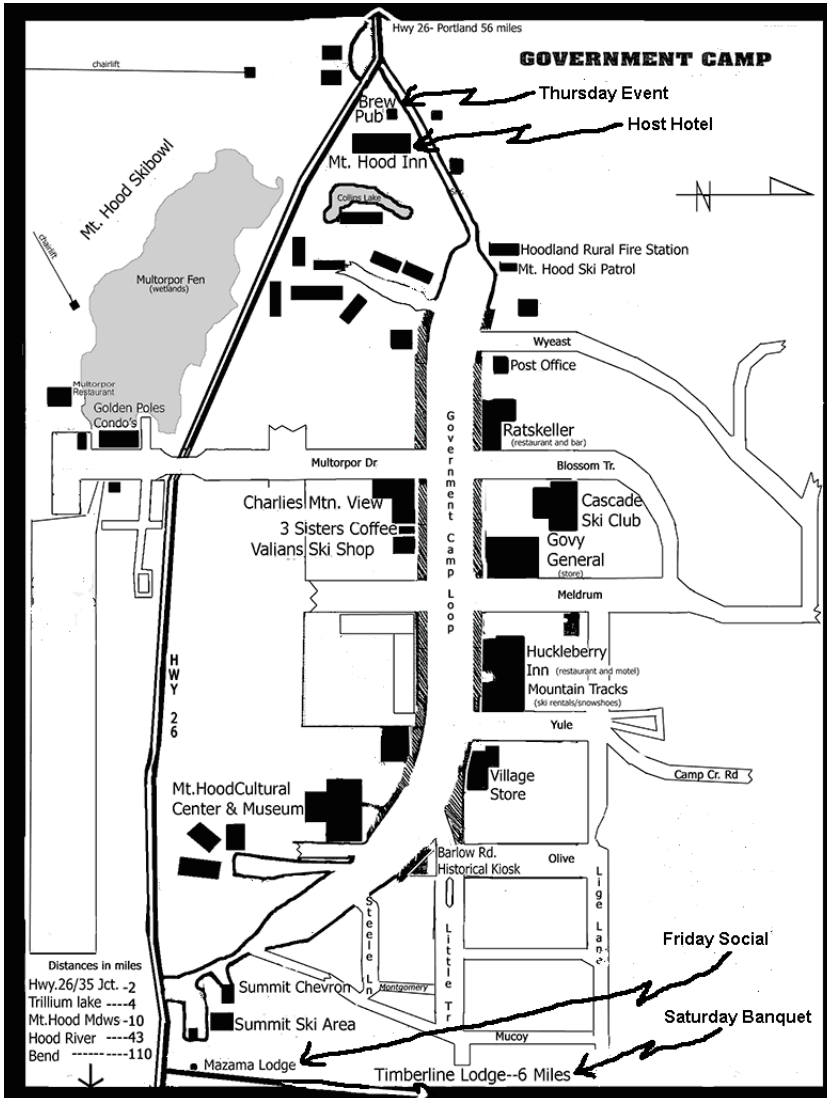 Hwy 26- Portland 56 miles
GOVERNMENT CAMP
chairlift
Thursday Event
Brew
Pub
Host Hotel
Mt. Hood Inn
Mt. Hood Skibowl
Collins Lake
N
chairlift
Hoodland Rural Fire Station
Mt. Hood Ski Patrol
Multorpor Fen
(wetlands)
Wyeast
Post Office
Multorpor
Restaurant
Golden Poles
Condo's
Ratskeller
(restaurant and bar)
Government Camp Loop
Multorpor Dr
Blossom Tr.
Charlies Mtn. View
3 Sisters Coffee
Valians Ski Shop
Cascade
Ski Club
Govy
General
(store)
Meldrum
HWY 26
Huckleberry
Inn (restaurant and motel)
Mountain Tracks
(ski rentals/snowshoes)
Yule
Camp Cr. Rd
Village
Store
Mt.HoodCultural
Center & Museum
Barlow Rd.
Historical Kiosk
Olive
Lige Lane
Steele Ln
Little Tr
Friday Social
Distances in miles
Hwy.26/35 Jct. -2
Trillium lake ----4
Mt.Hood Mdws -10
Hood River ----43
Bend -------110
Summit Chevron
Montgomery
Summit Ski Area
Saturday Banquet
Mucoy
Mazama Lodge
Timberline Lodge--6 Miles